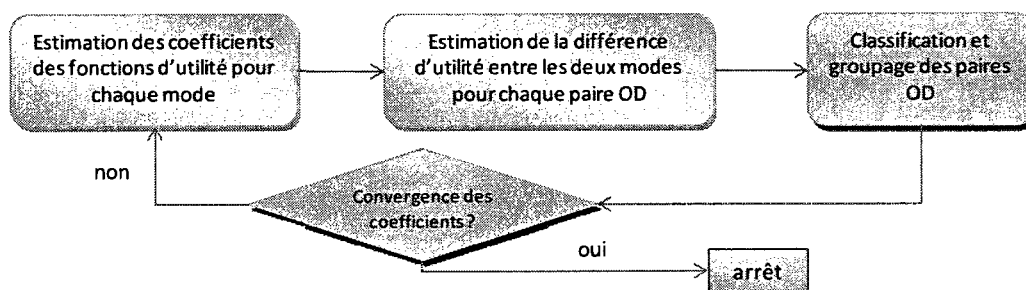 Estimation des coefficients
des fonctions d'utilité pour
chaque mode
Estimation de la différence
d'utilité entre les deux modes
pour chaque paire OD
Classification et
groupage des paires
OD
non
Convergence des
coefficients?
oui
arrêt